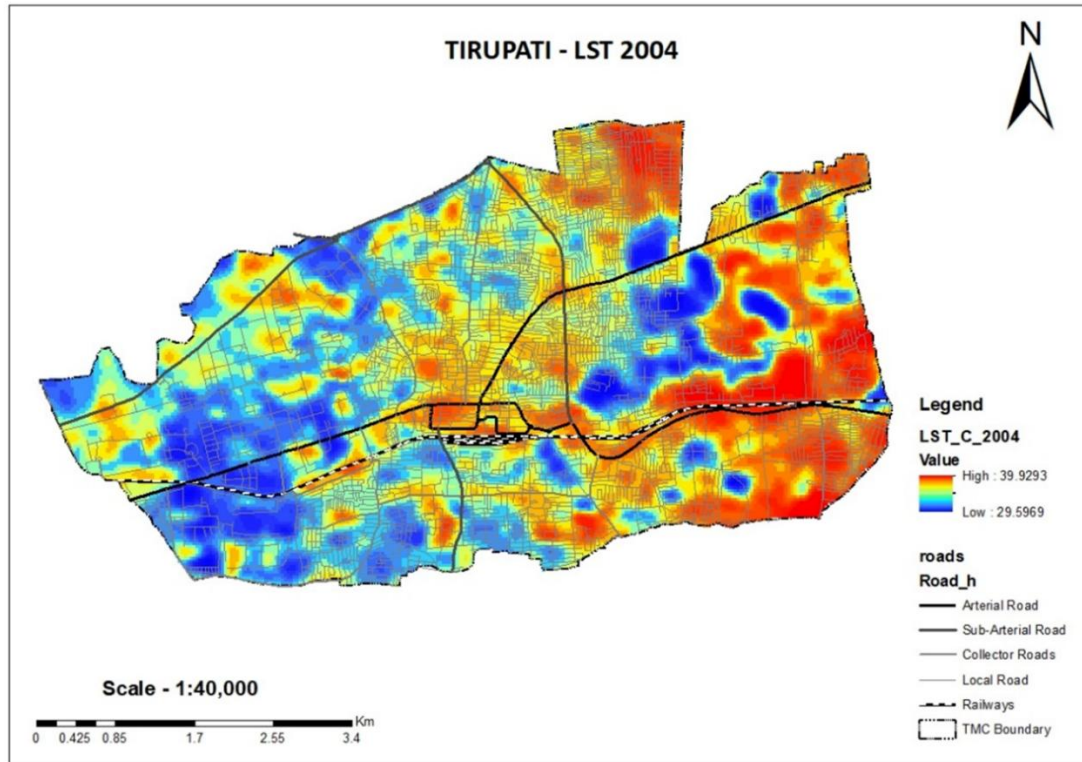 TIRUPATI - LST 2004
N
Legend
LST_C_2004
Value
High : 39.9293
Low : 29.5969
roads
Road_h
Arterial Road
Sub-Arterial Road
Collector Roads
Local Road
Railways
TMC Boundary
Scale - 1:40,000
Km
0 0.425 0.85 1.7 2.55 3.4